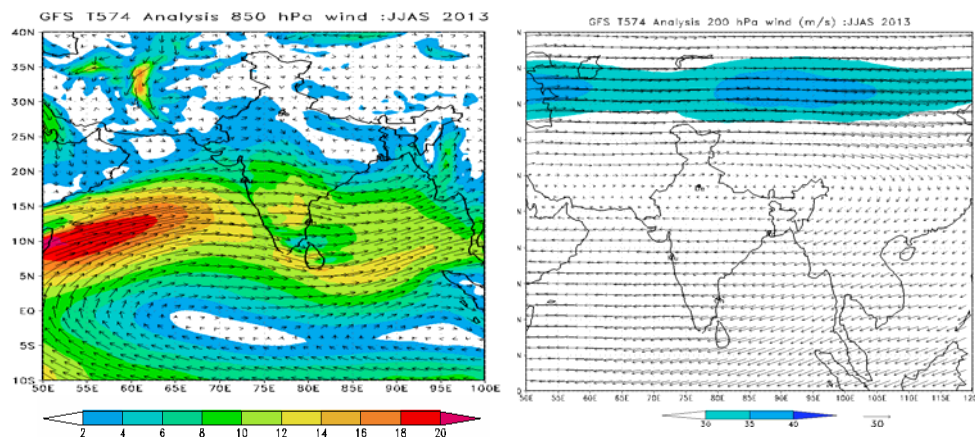 GFS T574 Analysis 850 hPa wind :JJAS 2013
40N
35N
30N
25N
20N
15N
10N
5N
EQ
5S
10S
50E 55E 60E 65E 70E 75E 80E 85E 90E 95E 100E
2 4 6 8 10 12 14 16 18 20
GFS T574 Analysis 200 hPa wind (m/s) :JJAS 2013
N
N
N
N
N
N
50E 55E 60E 65E 70E 75E 80E 85E 90E 95E 100E 105E 110E 115E 120
30 35 40